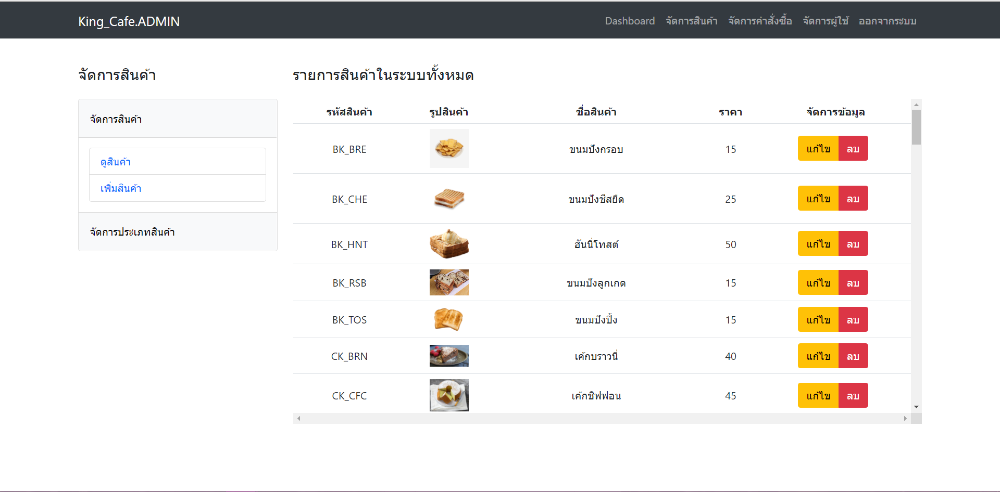 King_Cafe.ADMIN
Dashboard จัดการสินค้า จัดการคำสั่งซื้อ จัดการผู้ใช้ ออกจากระบบ
จัดการสินค้า
จัดการสินค้า
ดูสินค้า
เพิ่มสินค้า
จัดการประเภทสินค้า
รายการสินค้าในระบบทั้งหมด
รหัสสินค้า รูปสินค้า ชื่อสินค้า ราคา จัดการข้อมูล
BK_BRE ขนมปังกรอบ 15 แก้ไข ลบ
BK_CHE ขนมปังชีสยืด 25 แก้ไข ลบ
BK_HNT ฮันนี่โทสต์ 50 แก้ไข ลบ
BK_RSB ขนมปังลูกเกด 15 แก้ไข ลบ
BK_TOS ขนมปังปิ้ง 15 แก้ไข ลบ
CK_BRN เค้กบราวนี่ 40 แก้ไข ลบ
CK_CFC เค้กชิฟฟอน 45 แก้ไข ลบ